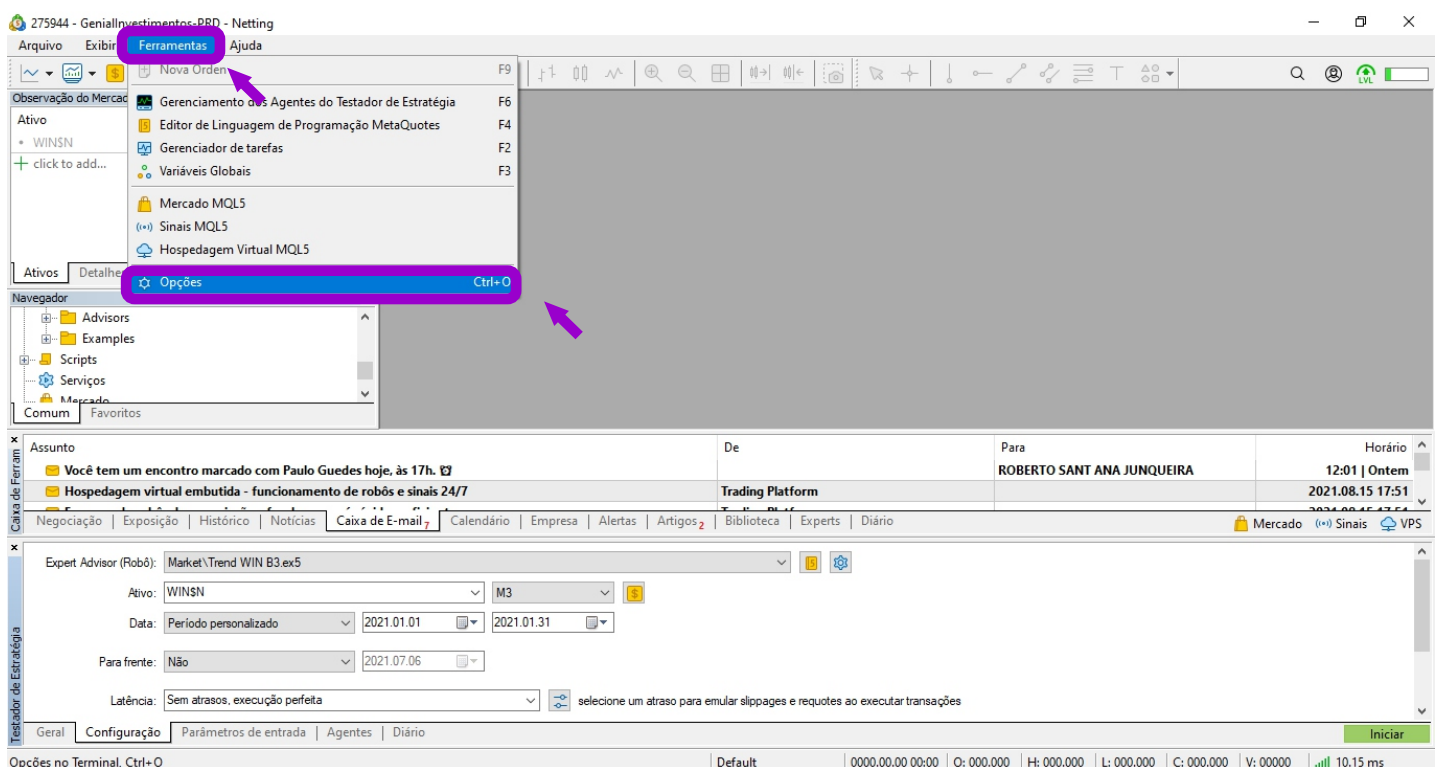 275944 - GenialInvestimentos-PRD - Netting
Arquivo Exibir Ferramentas Ajuda
Nova Orden F9
LVL
Observação do Mercad
Gerenciamento dos Agentes do Testador de Estratégia F6
Ativo
Editor de Linguagem de Programação MetaQuotes F4
WIN$N
Gerenciador de tarefas F2
click to add...
Variáveis Globais F3
Mercado MQL5
Sinais MQL5
Hospedagem Virtual MQL5
Ativos Detalhe
Opções Ctrl+O
Navegador
Advisors
Examples
Scripts
Serviços
Mercado
Comum Favoritos
Caixa de Ferram
Assunto De Para Horário
Você tem um encontro marcado com Paulo Guedes hoje, às 17h. ROBERTO SANT ANA JUNQUEIRA 12:01 | Ontem
Hospedagem virtual embutida - funcionamento de robôs e sinais 24/7 Trading Platform 2021.08.15 17:51
Negociação | Exposição | Histórico | Notícias Caixa de E-mail 7 Calendário | Empresa | Alertas | Artigos 2 | Biblioteca | Experts | Diário Mercado Sinais VPS
Testador de Estratégia
Expert Advisor (Robô): Market\Trend WIN B3.ex5
Ativo: WIN$N M3
Data: Período personalizado 2021.01.01 2021.01.31
Para frente: Não 2021.07.06
Latência: Sem atrasos, execução perfeita selecione um atraso para emular slippages e requotes ao executar transações
Geral Configuração Parâmetros de entrada | Agentes | Diário Iniciar
Opções no Terminal, Ctrl+O Default 0000.00.00 00:00 O: 000.000 H: 000.000 L: 000.000 C: 000.000 V: 00000 10.15 ms